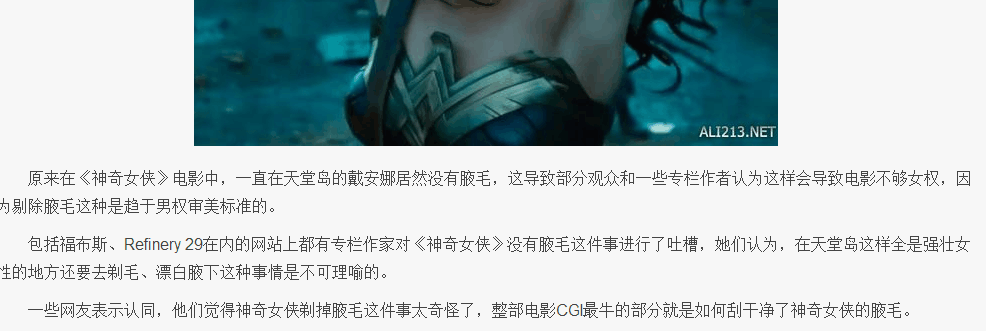 ALI213.NET
原来在《神奇女侠》电影中，一直在天堂岛的戴安娜居然没有腋毛，这导致部分观众和一些专栏作者认为这样会导致电影不够女权，因
为剔除腋毛这种是趋于男权审美标准的。
包括福布斯、Refinery 29在内的网站上都有专栏作家对《神奇女侠》没有腋毛这件事进行了吐槽，她们认为，在天堂岛这样全是强壮女
性的地方还要去剃毛、漂白腋下这种事情是不可理喻的。
一些网友表示认同，他们觉得神奇女侠剃掉腋毛这件事太奇怪了，整部电影CGI最牛的部分就是如何刮干净了神奇女侠的腋毛。